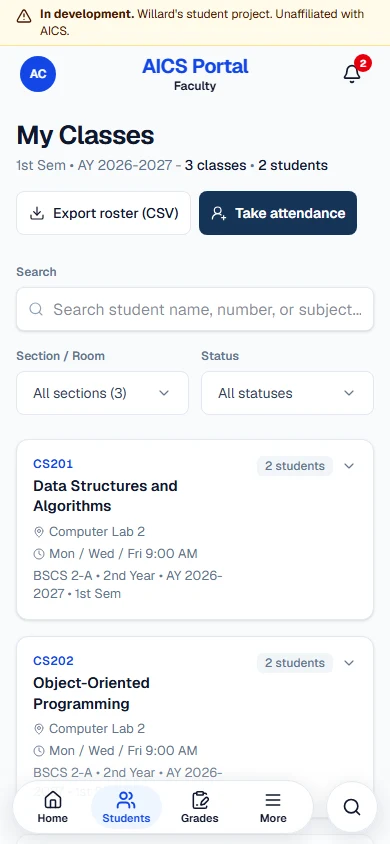 In development. Willard's student project. Unaffiliated with
AICS.
AC
AICS Portal
Faculty
2
My Classes
1st Sem • AY 2026-2027 - 3 classes • 2 students
Export roster (CSV)
Take attendance
Search
Search student name, number, or subject...
Section / Room
Status
All sections (3)
All statuses
CS201
2 students
Data Structures and
Algorithms
Computer Lab 2
Mon / Wed / Fri 9:00 AM
BSCS 2-A • 2nd Year • AY 2026-
2027 • 1st Sem
CS202
2 students
Object-Oriented
Programming
Computer Lab 2
Mon / Wed / Fri 9:00 AM
BSCS 2-A • 2nd Year • AY 2026-
Home
Students
Grades
More